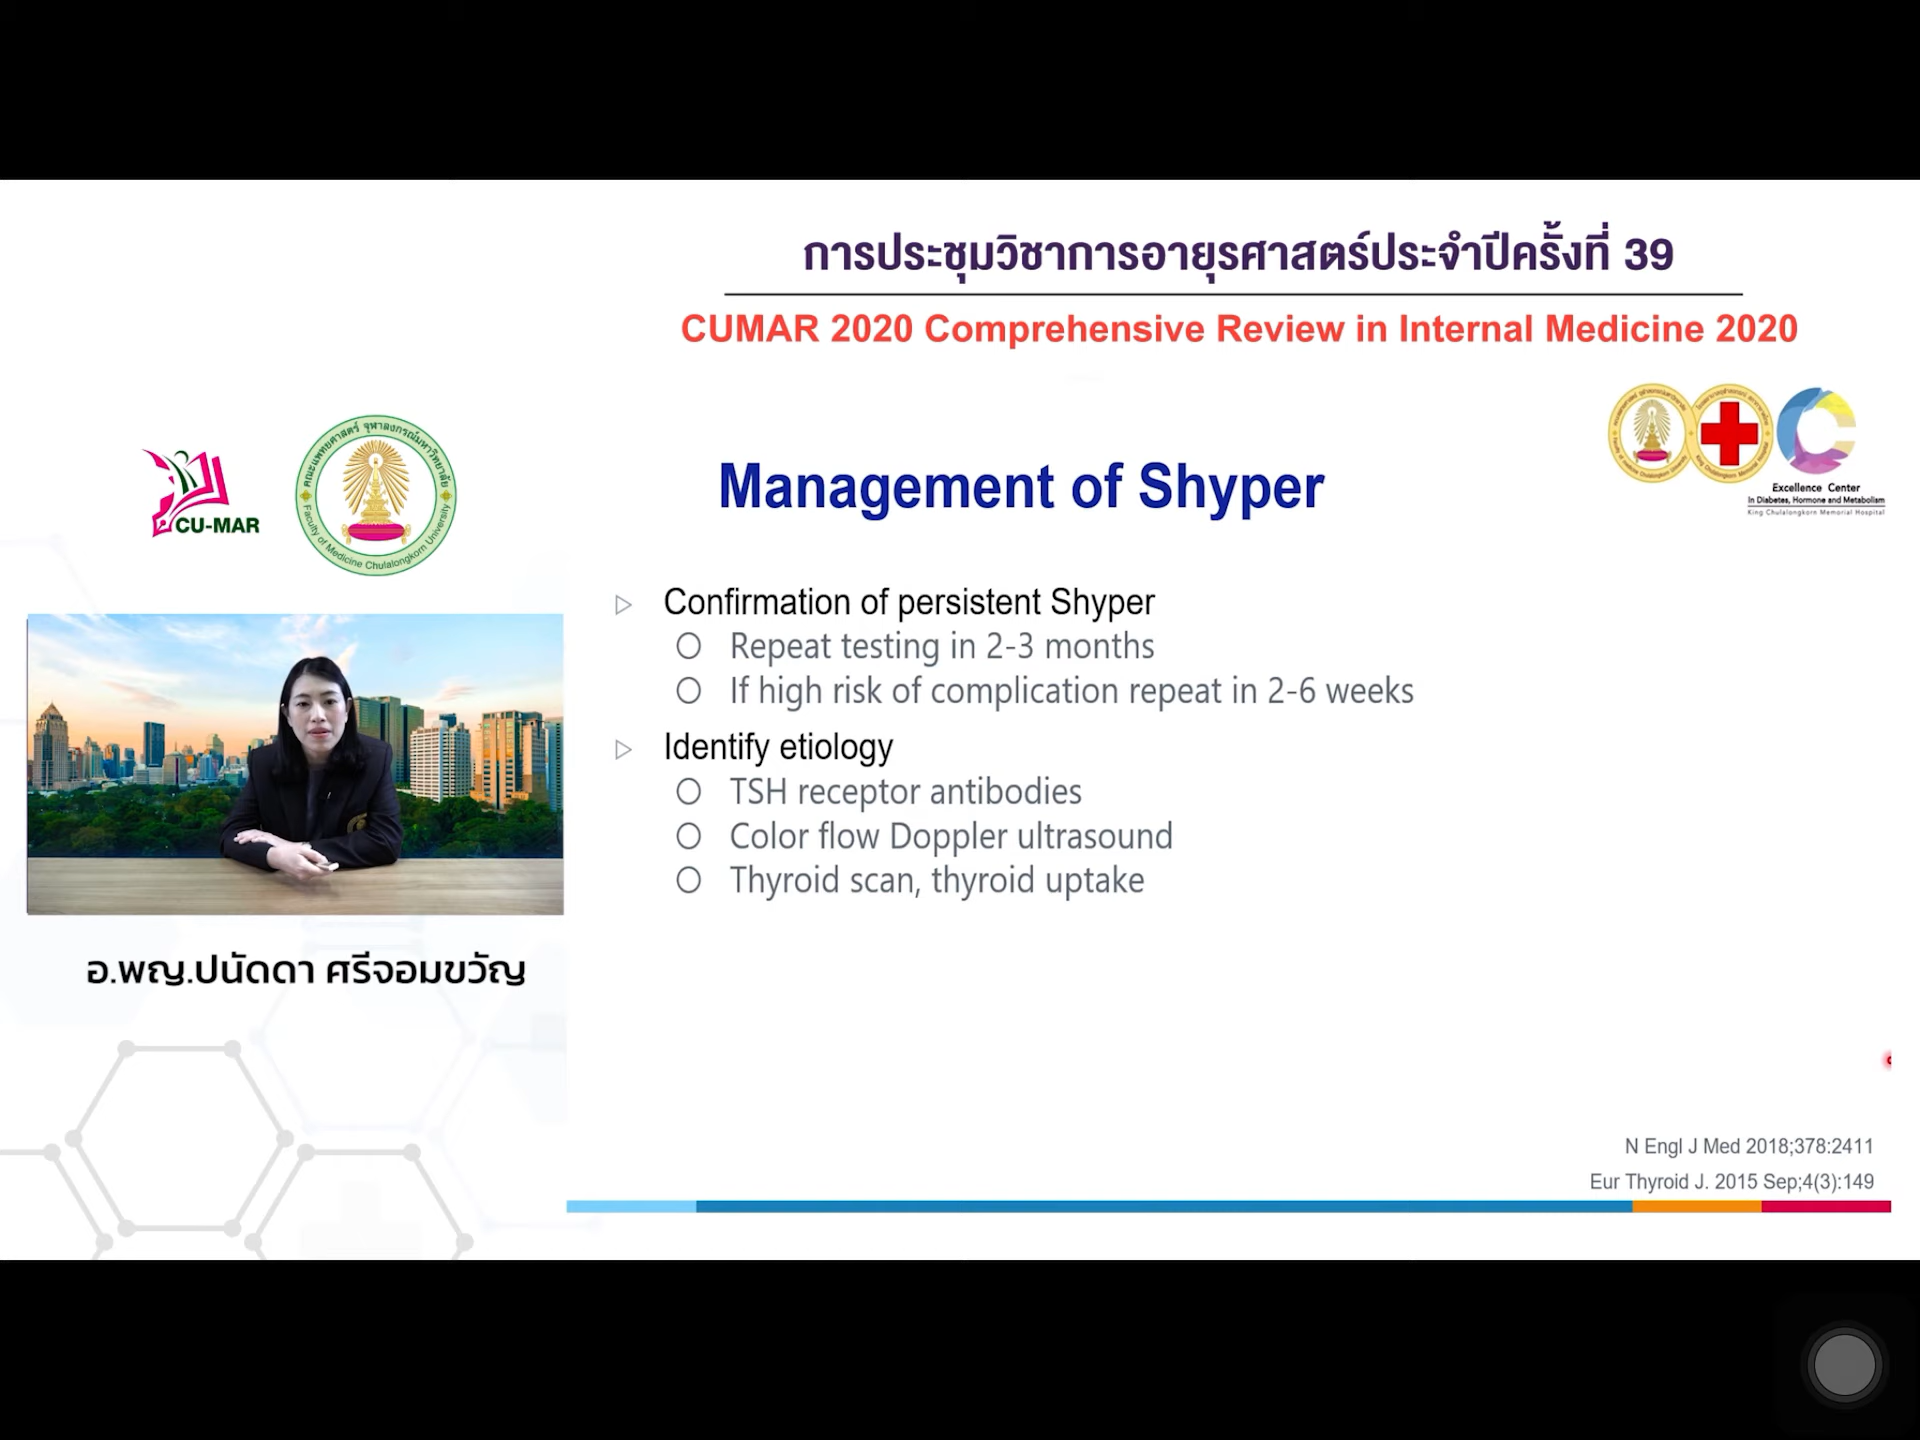 การประชุมวิชาการอายุรศาสตร์ประจำปีครั้งที่ 39
CUMAR 2020 Comprehensive Review in Internal Medicine 2020
CU-MAR
คณะแพทยศาสตร์ จุฬาลงกรณ์มหาวิทยาลัย
Faculty of Medicine Chulalongkorn University
Excellence Center
In Diabetes, Hormone and Metabolism
King Chulalongkorn Memorial Hospital
Management of Shyper
Confirmation of persistent Shyper
Repeat testing in 2-3 months
If high risk of complication repeat in 2-6 weeks
Identify etiology
TSH receptor antibodies
Color flow Doppler ultrasound
Thyroid scan, thyroid uptake
อ.พญ.ปนัดดา ศรีจอมขวัญ
N Engl J Med 2018;378:2411
Eur Thyroid J. 2015 Sep;4(3):149